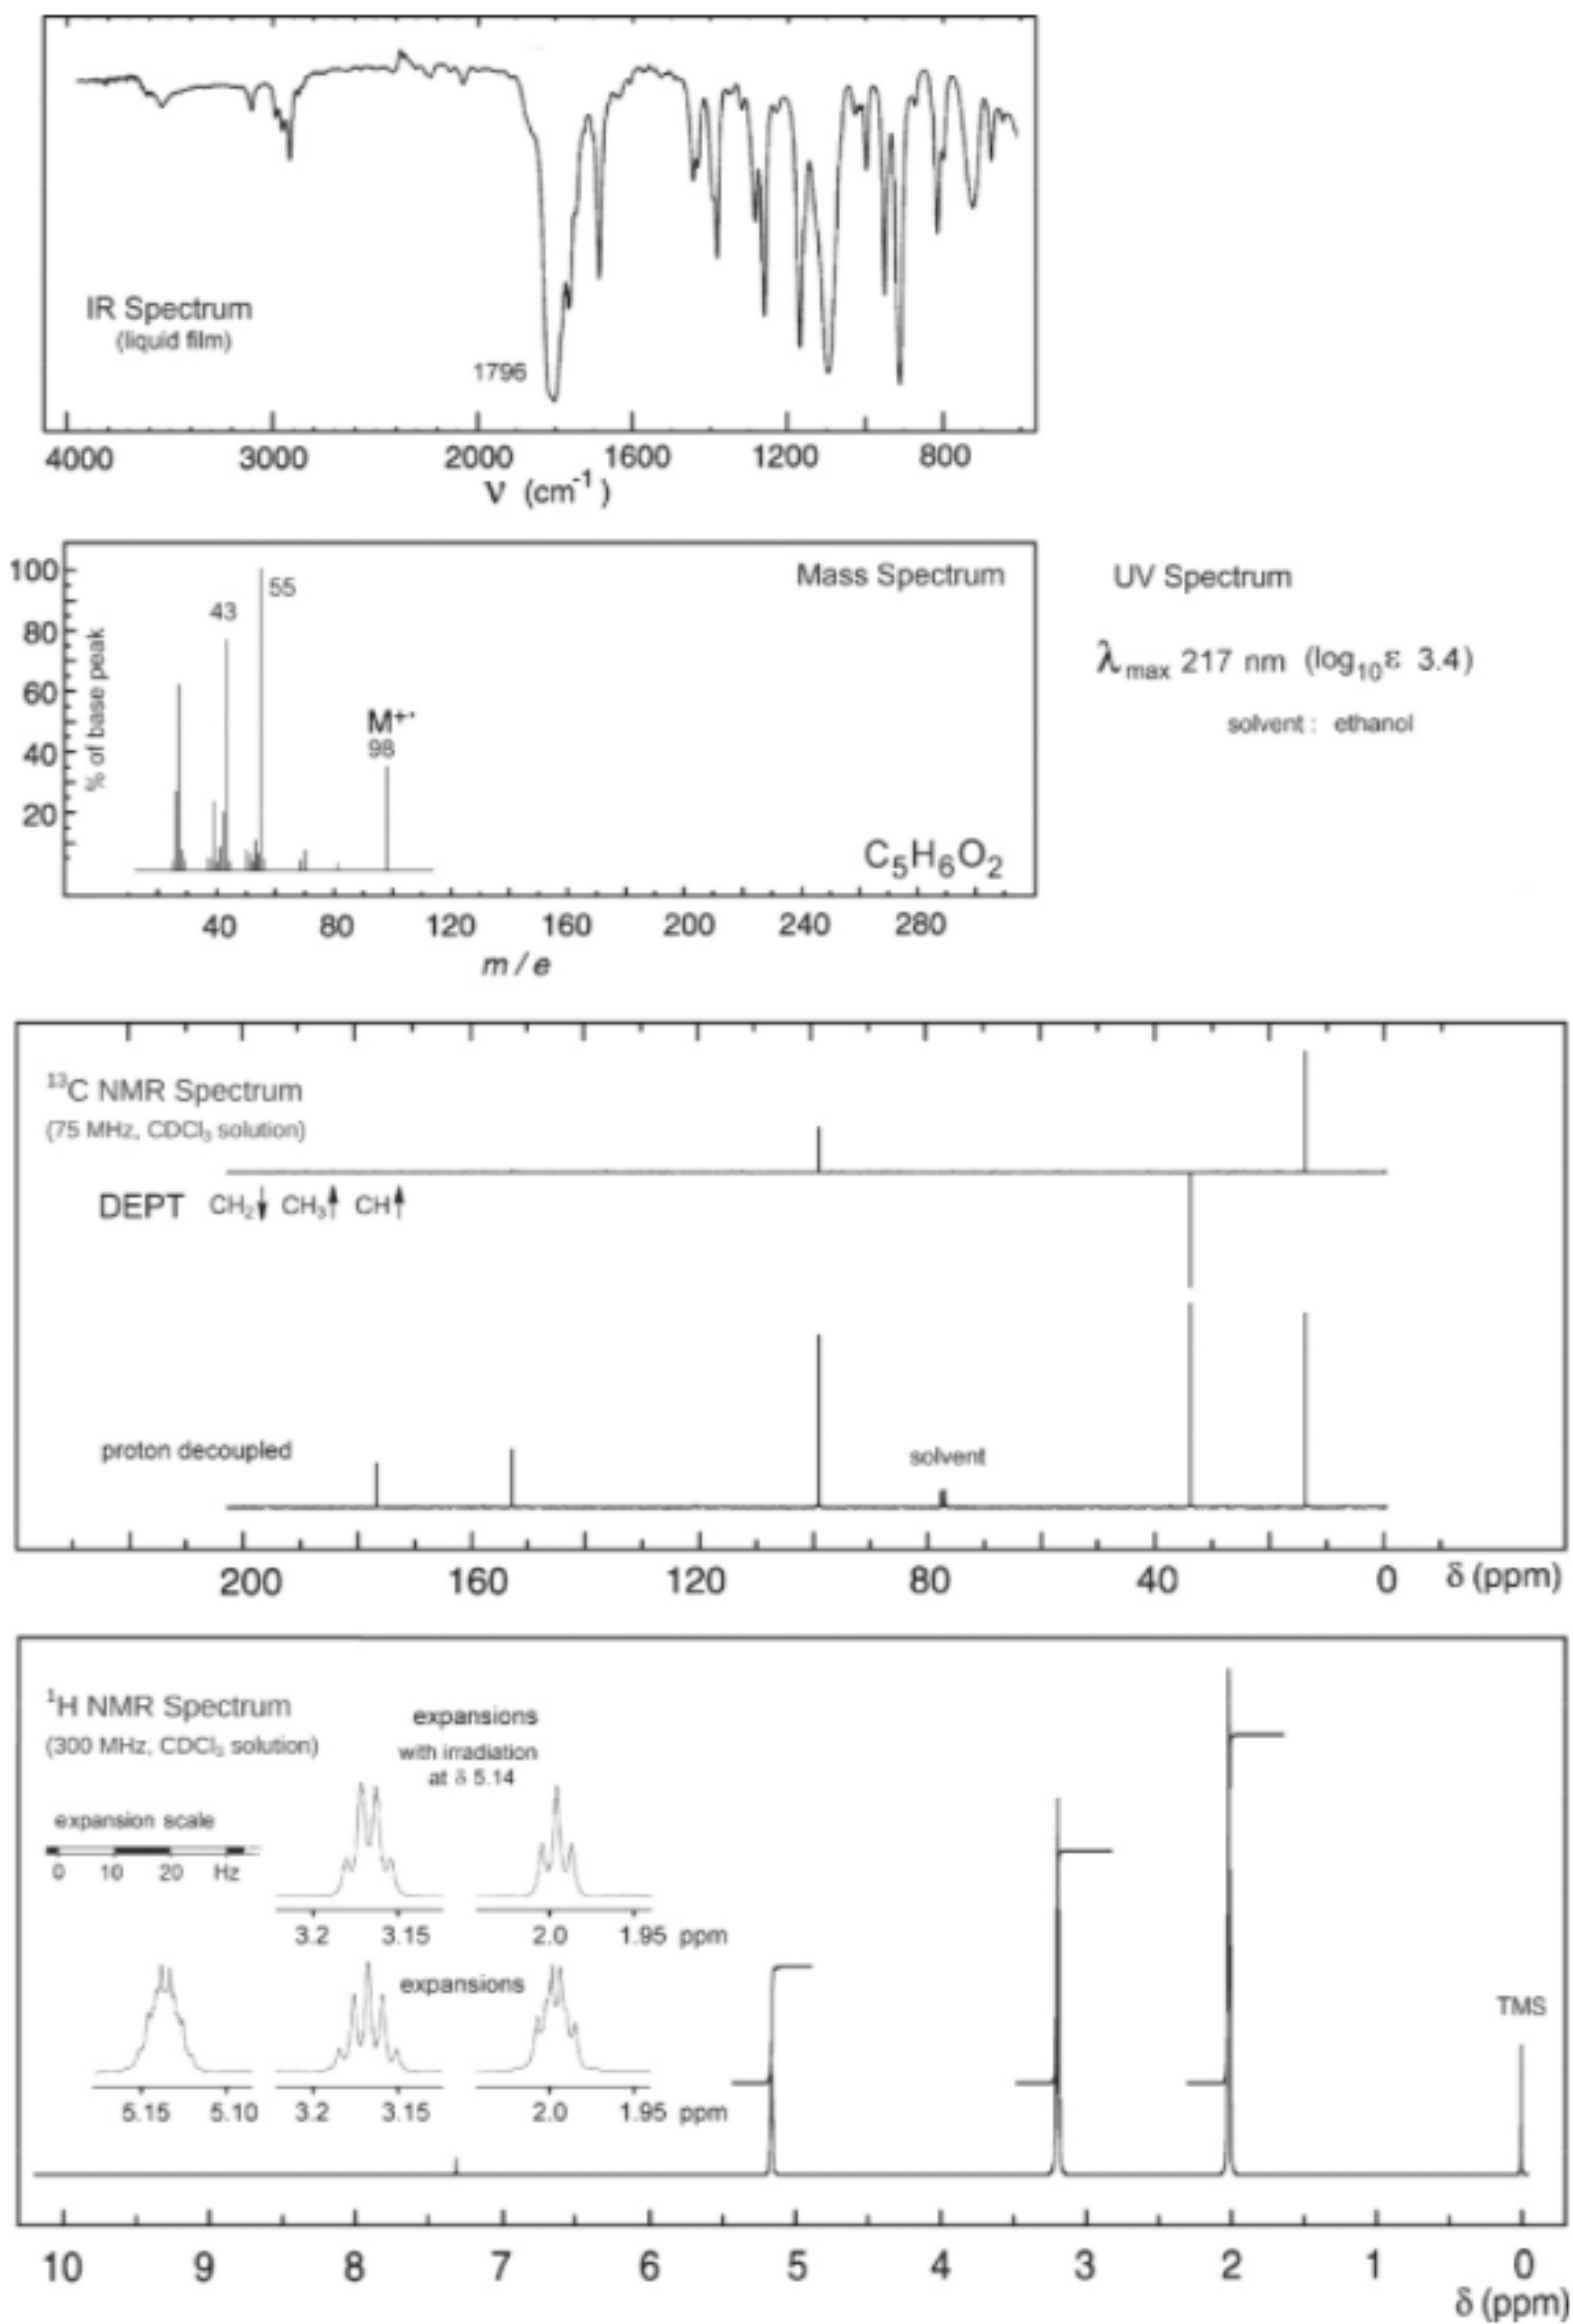 IR Spectrum
(liquid film)
1796
4000 3000 2000 1600 1200 800
ν (cm⁻¹)
100
80
60
40
20
% of base peak
Mass Spectrum
43
55
M⁺·
98
C₅H₆O₂
40 80 120 160 200 240 280
m / e
UV Spectrum
λmax 217 nm (log₁₀ε 3.4)
solvent : ethanol
¹³C NMR Spectrum
(75 MHz, CDCl₃ solution)
DEPT CH₂↓ CH₃↑ CH↑
proton decoupled
solvent
200 160 120 80 40 0 δ (ppm)
¹H NMR Spectrum
(300 MHz, CDCl₃ solution)
expansions
with irradiation
at δ 5.14
expansion scale
0 10 20 Hz
3.2 3.15 2.0 1.95 ppm
expansions
5.15 5.10 3.2 3.15 2.0 1.95 ppm
TMS
10 9 8 7 6 5 4 3 2 1 0
δ (ppm)